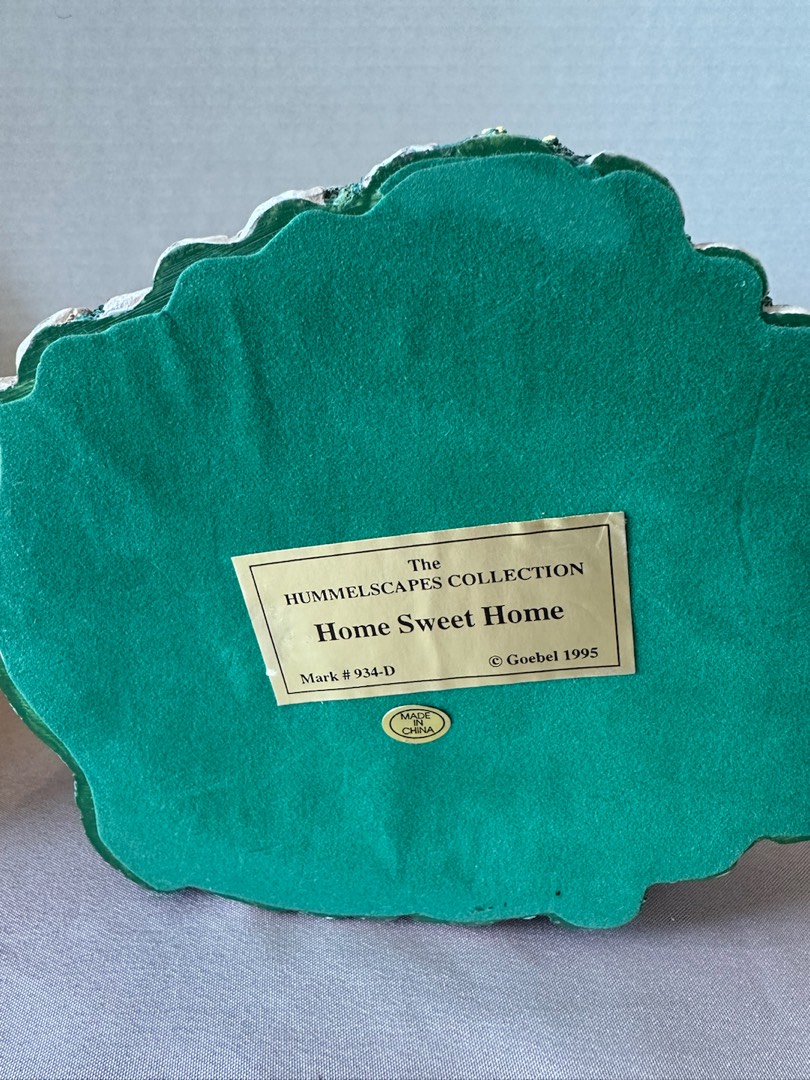 The
HUMMELSCAPES COLLECTION
Home Sweet Home
Mark # 934-D © Goebel 1995
MADE
IN
CHINA